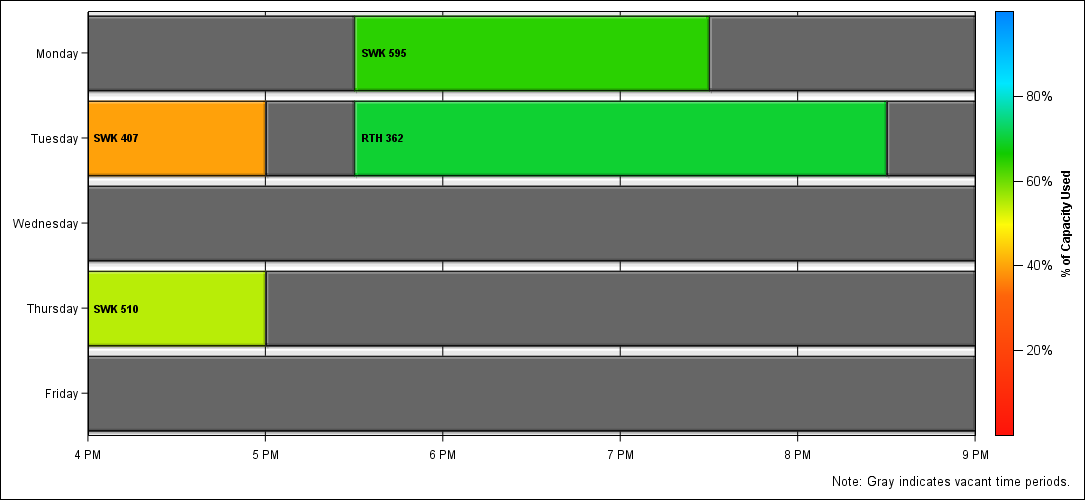 Monday
SWK 595
Tuesday
SWK 407
RTH 362
Wednesday
Thursday
SWK 510
Friday
4 PM 5 PM 6 PM 7 PM 8 PM 9 PM
80%
60%
40%
20%
% of Capacity Used
Note: Gray indicates vacant time periods.